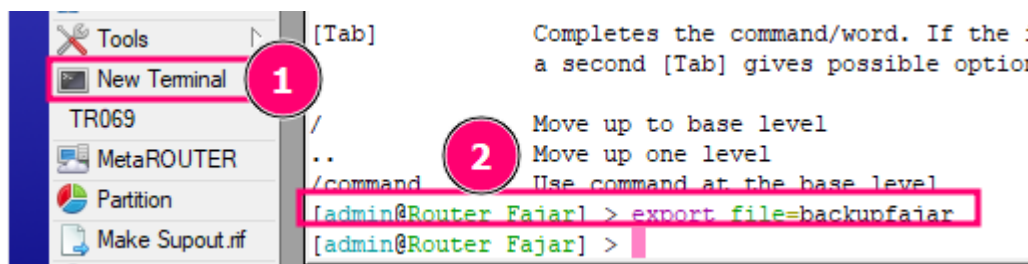 Tools
New Terminal
TR069
MetaROUTER
Partition
Make Supout.rif
1
2
[Tab] Completes the command/word. If the
a second [Tab] gives possible option
/ Move up to base level
.. Move up one level
/command Use command at the base level
[admin@Router Fajar] > export file=backupfajar
[admin@Router Fajar] >